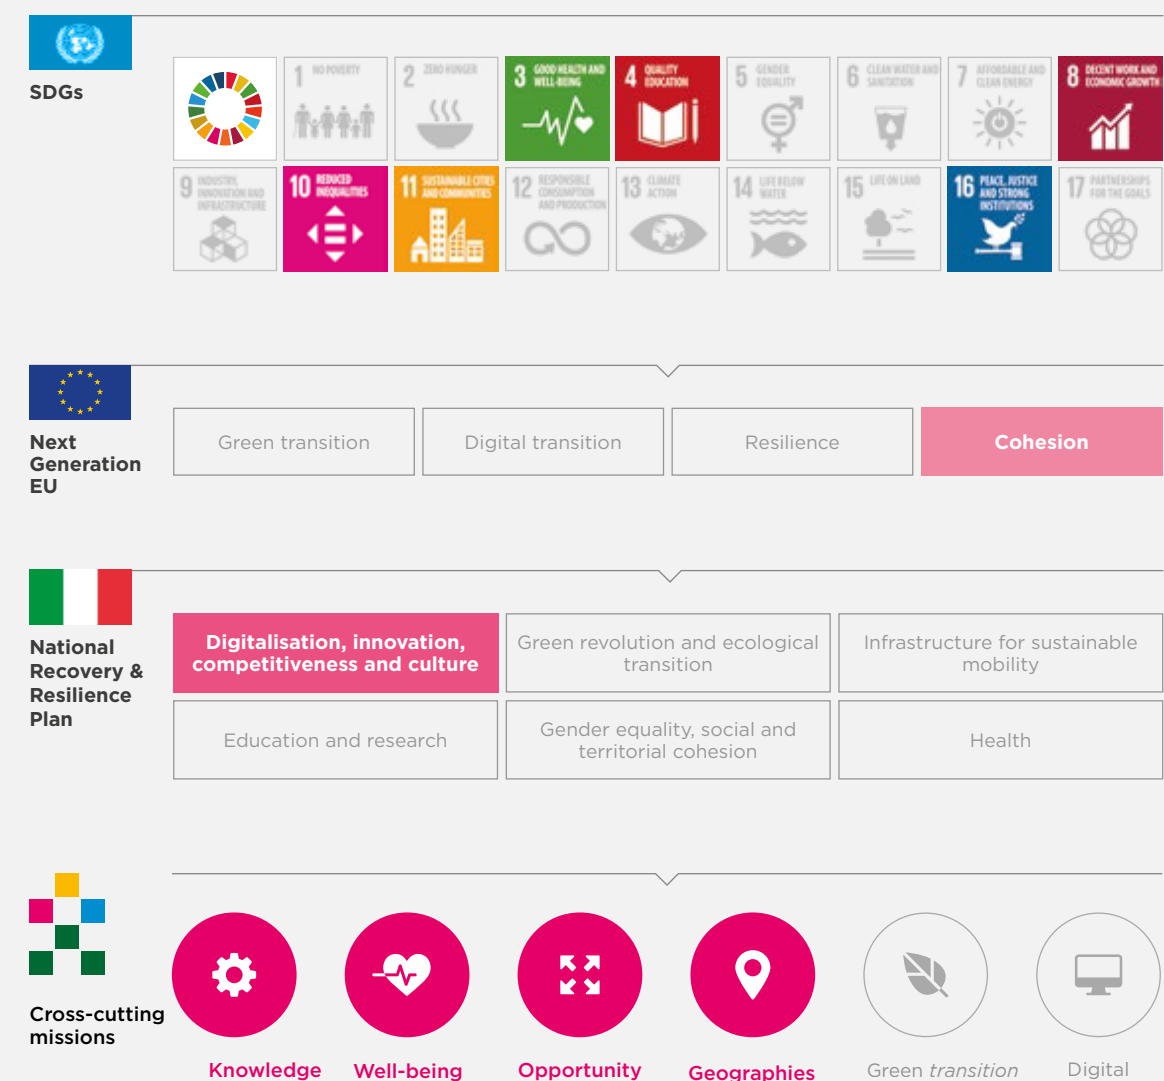 SDGs
1 NO POVERTY
2 ZERO HUNGER
3 GOOD HEALTH AND
WELL-BEING
4 QUALITY
EDUCATION
5 GENDER
EQUALITY
6 CLEAN WATER AND
SANITATION
7 AFFORDABLE AND
CLEAN ENERGY
8 DECENT WORK AND
ECONOMIC GROWTH
9 INDUSTRY,
INNOVATION AND
INFRASTRUCTURE
10 REDUCED
INEQUALITIES
11 SUSTAINABLE CITIES
AND COMMUNITIES
12 RESPONSIBLE
CONSUMPTION
AND PRODUCTION
13 CLIMATE
ACTION
14 LIFE BELOW
WATER
15 LIFE ON LAND
16 PEACE, JUSTICE
AND STRONG
INSTITUTIONS
17 PARTNERSHIPS
FOR THE GOALS
Next
Generation
EU
Green transition
Digital transition
Resilience
Cohesion
National
Recovery &
Resilience
Plan
Digitalisation, innovation,
competitiveness and culture
Green revolution and ecological
transition
Infrastructure for sustainable
mobility
Education and research
Gender equality, social and
territorial cohesion
Health
Cross-cutting
missions
Knowledge
Well-being
Opportunity
Geographies
Green transition
Digital